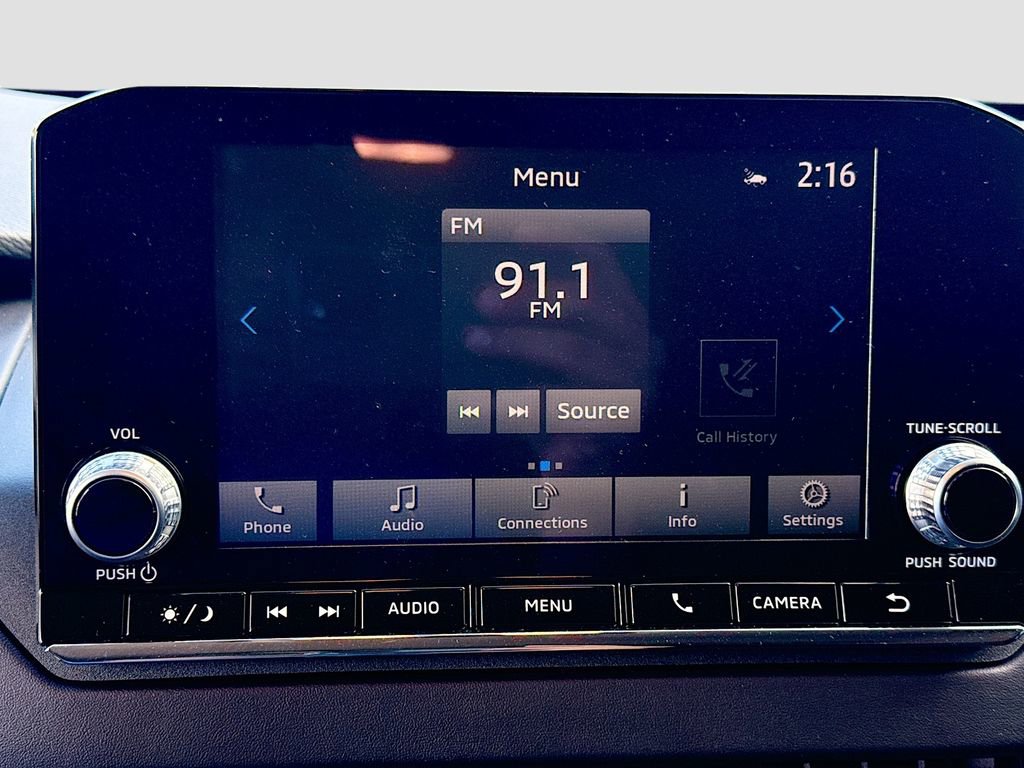 Menu
2:16
FM
91.1
FM
Source
Call History
VOL
TUNE·SCROLL
Phone
Audio
Connections
Info
Settings
PUSH
PUSH SOUND
AUDIO
MENU
CAMERA